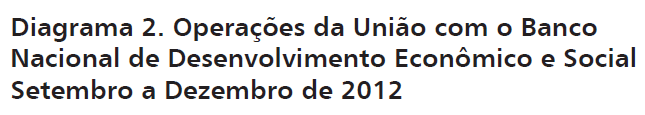 Diagrama 2. Operações da União com o Banco
Nacional de Desenvolvimento Econômico e Social
Setembro a Dezembro de 2012